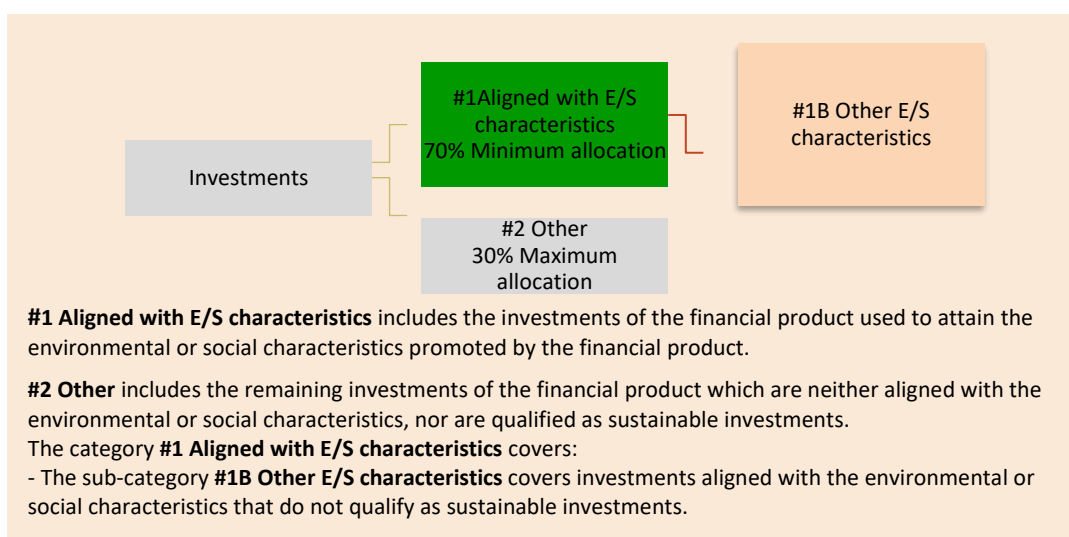 #1Aligned with E/S
characteristics
70% Minimum allocation
#1B Other E/S
characteristics
Investments
#2 Other
30% Maximum
allocation
#1 Aligned with E/S characteristics includes the investments of the financial product used to attain the
environmental or social characteristics promoted by the financial product.
#2 Other includes the remaining investments of the financial product which are neither aligned with the
environmental or social characteristics, nor are qualified as sustainable investments.
The category #1 Aligned with E/S characteristics covers:
- The sub-category #1B Other E/S characteristics covers investments aligned with the environmental or
social characteristics that do not qualify as sustainable investments.